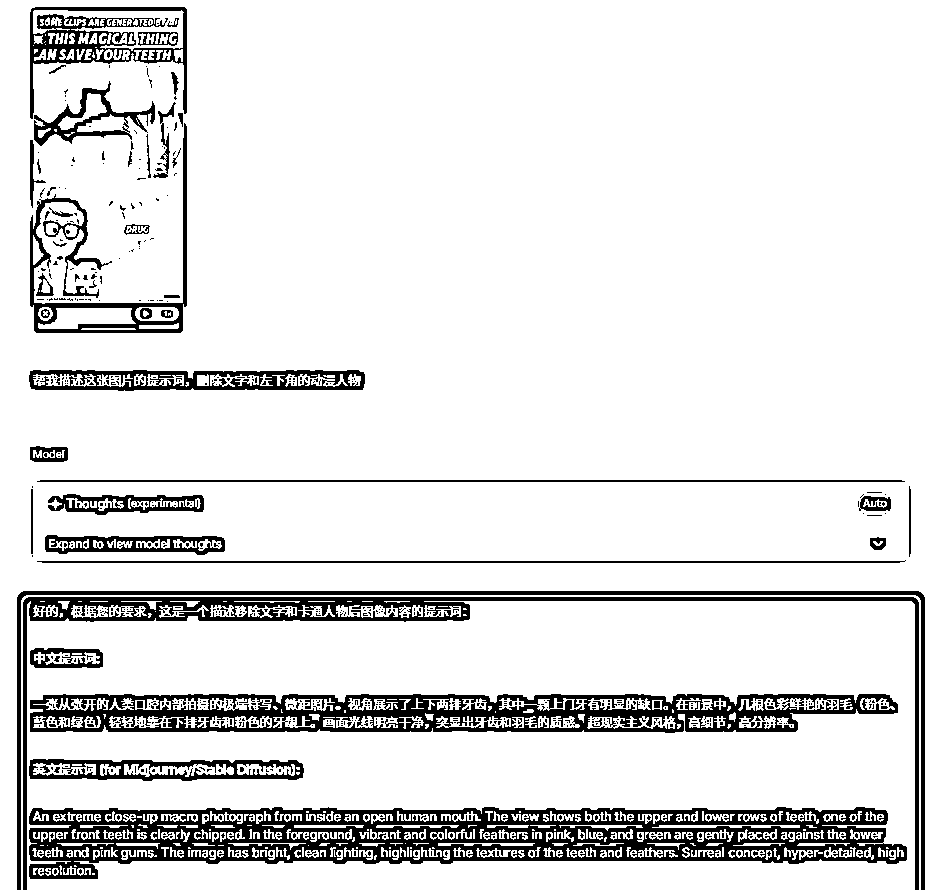 SOME CLIPS ARE GENERATED BY AI
THIS MAGICAL THING
CAN SAVE YOUR TEETH
DRUG
帮我描述这张图片的提示词，删除文字和左下角的动漫人物
Model
Thoughts (experimental)
Auto
Expand to view model thoughts
好的，根据您的要求，这是一个描述移除文字和卡通人物后图像内容的提示词：
中文提示词：
一张从张开的人类口腔内部拍摄的极端特写、微距照片。视角展示了上下两排牙齿，其中一颗上门牙有明显的缺口。在前景中，几根色彩鲜艳的羽毛（粉色、
蓝色和绿色）轻轻地靠在下排牙齿和粉色的牙龈上。画面光线明亮干净，突显出牙齿和羽毛的质感。超现实主义风格，高细节，高分辨率。
英文提示词 (for Midjourney/Stable Diffusion):
An extreme close-up macro photograph from inside an open human mouth. The view shows both the upper and lower rows of teeth, one of the
upper front teeth is clearly chipped. In the foreground, vibrant and colorful feathers in pink, blue, and green are gently placed against the lower
teeth and pink gums. The image has bright, clean lighting, highlighting the textures of the teeth and feathers. Surreal concept, hyper-detailed, high
resolution.